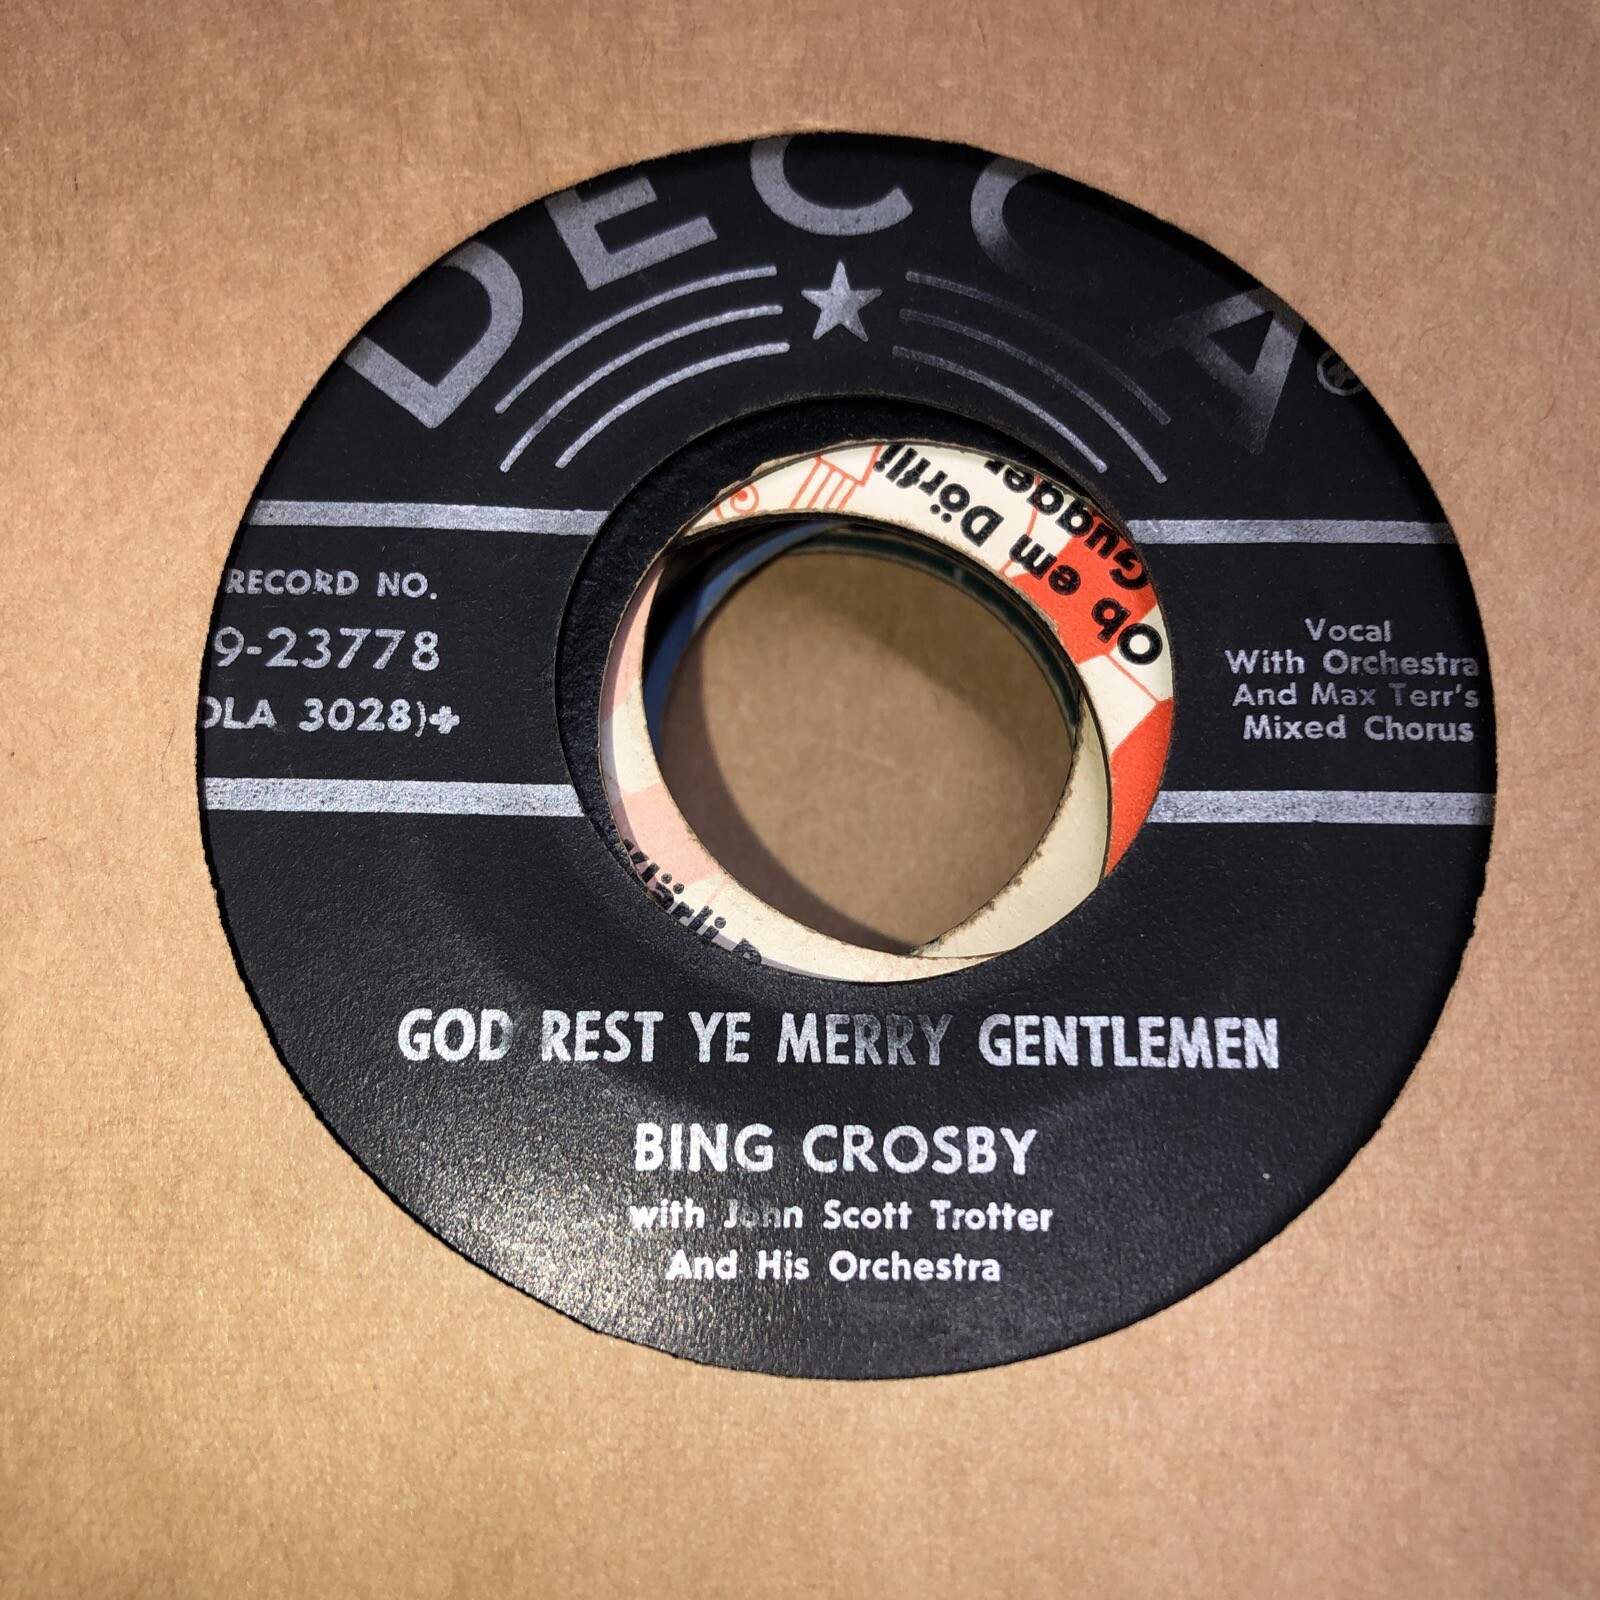 DECCA
®
RECORD NO.
9-23778
DLA 3028)✤
Vocal
With Orchestra
And Max Terr's
Mixed Chorus
Ob em Dörfli
GOD REST YE MERRY GENTLEMEN
BING CROSBY
with John Scott Trotter
And His Orchestra